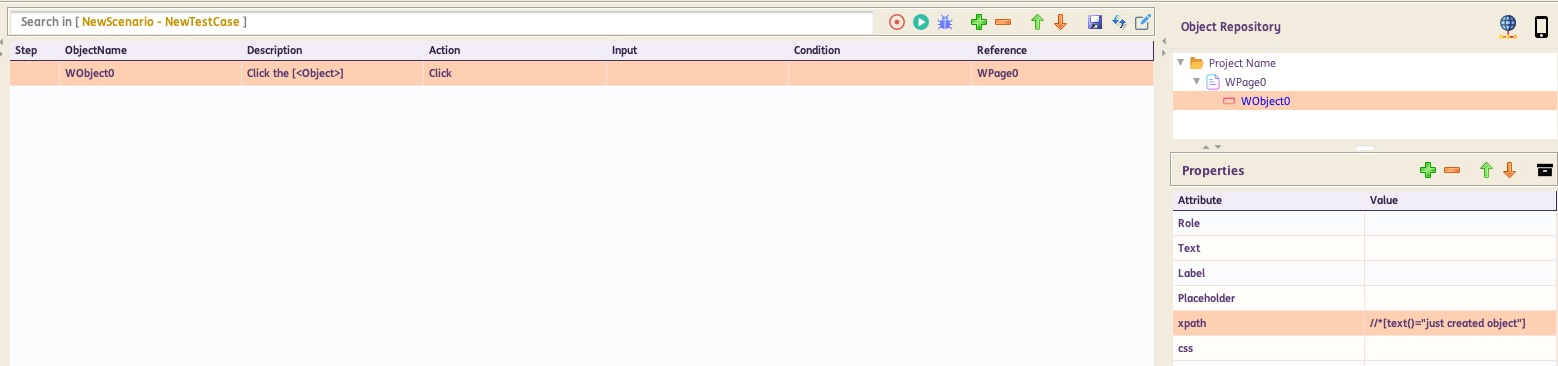 Search in [ NewScenario - NewTestCase ]
Step ObjectName Description Action Input Condition Reference
WObject0 Click the [<Object>] Click WPage0
Object Repository
Project Name
WPage0
WObject0
Properties
Attribute Value
Role
Text
Label
Placeholder
xpath //*[text()="just created object"]
css